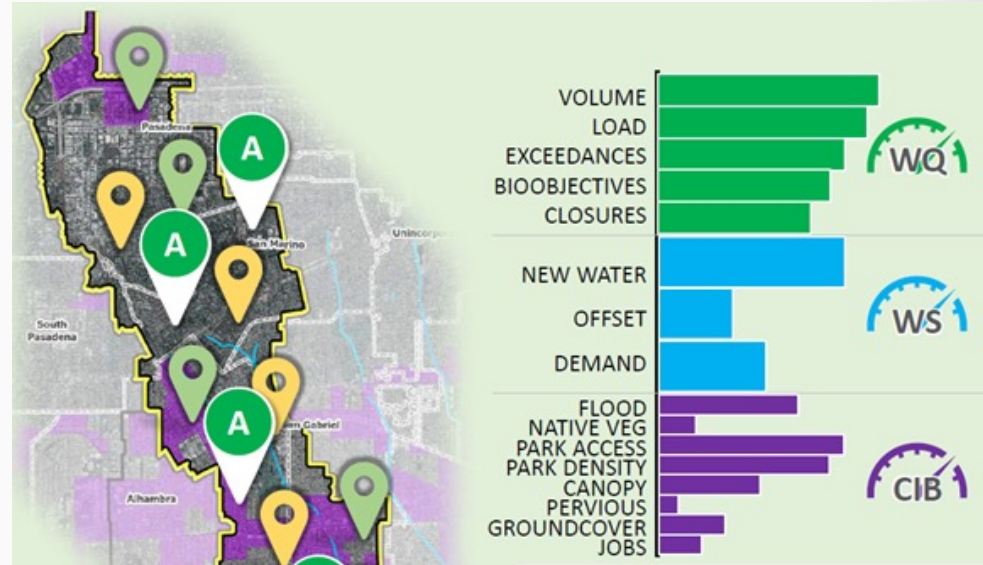 Pasadena
A
San Marino
Unincorp
A
South
Pasadena
A
en Gabriel
Alhambra
VOLUME
LOAD
EXCEEDANCES
BIOOBJECTIVES
CLOSURES
WQ
NEW WATER
OFFSET
DEMAND
WS
FLOOD
NATIVE VEG
PARK ACCESS
PARK DENSITY
CANOPY
PERVIOUS
GROUNDCOVER
JOBS
CIB